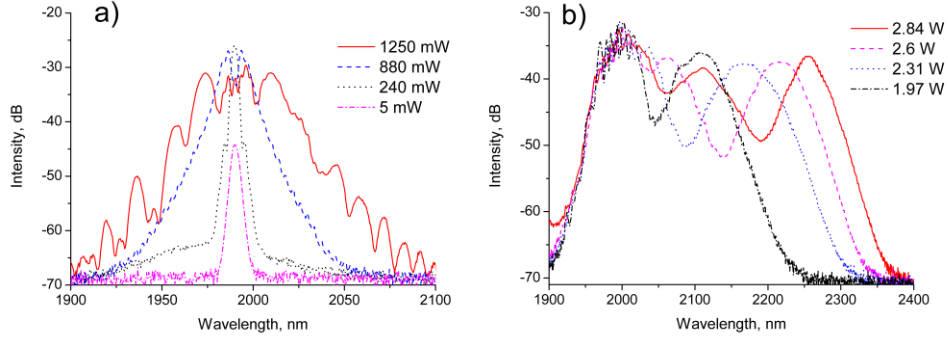 a)
1250 mW
880 mW
240 mW
5 mW
-30
-40
-50
-60
-70
Intensity, dB
1900
1950
2000
2050
2100
Wavelength, nm
b)
2.84 W
2.6 W
2.31 W
1.97 W
-30
-40
-50
-60
-70
Intensity, dB
1900
2000
2100
2200
2300
2400
Wavelength, nm